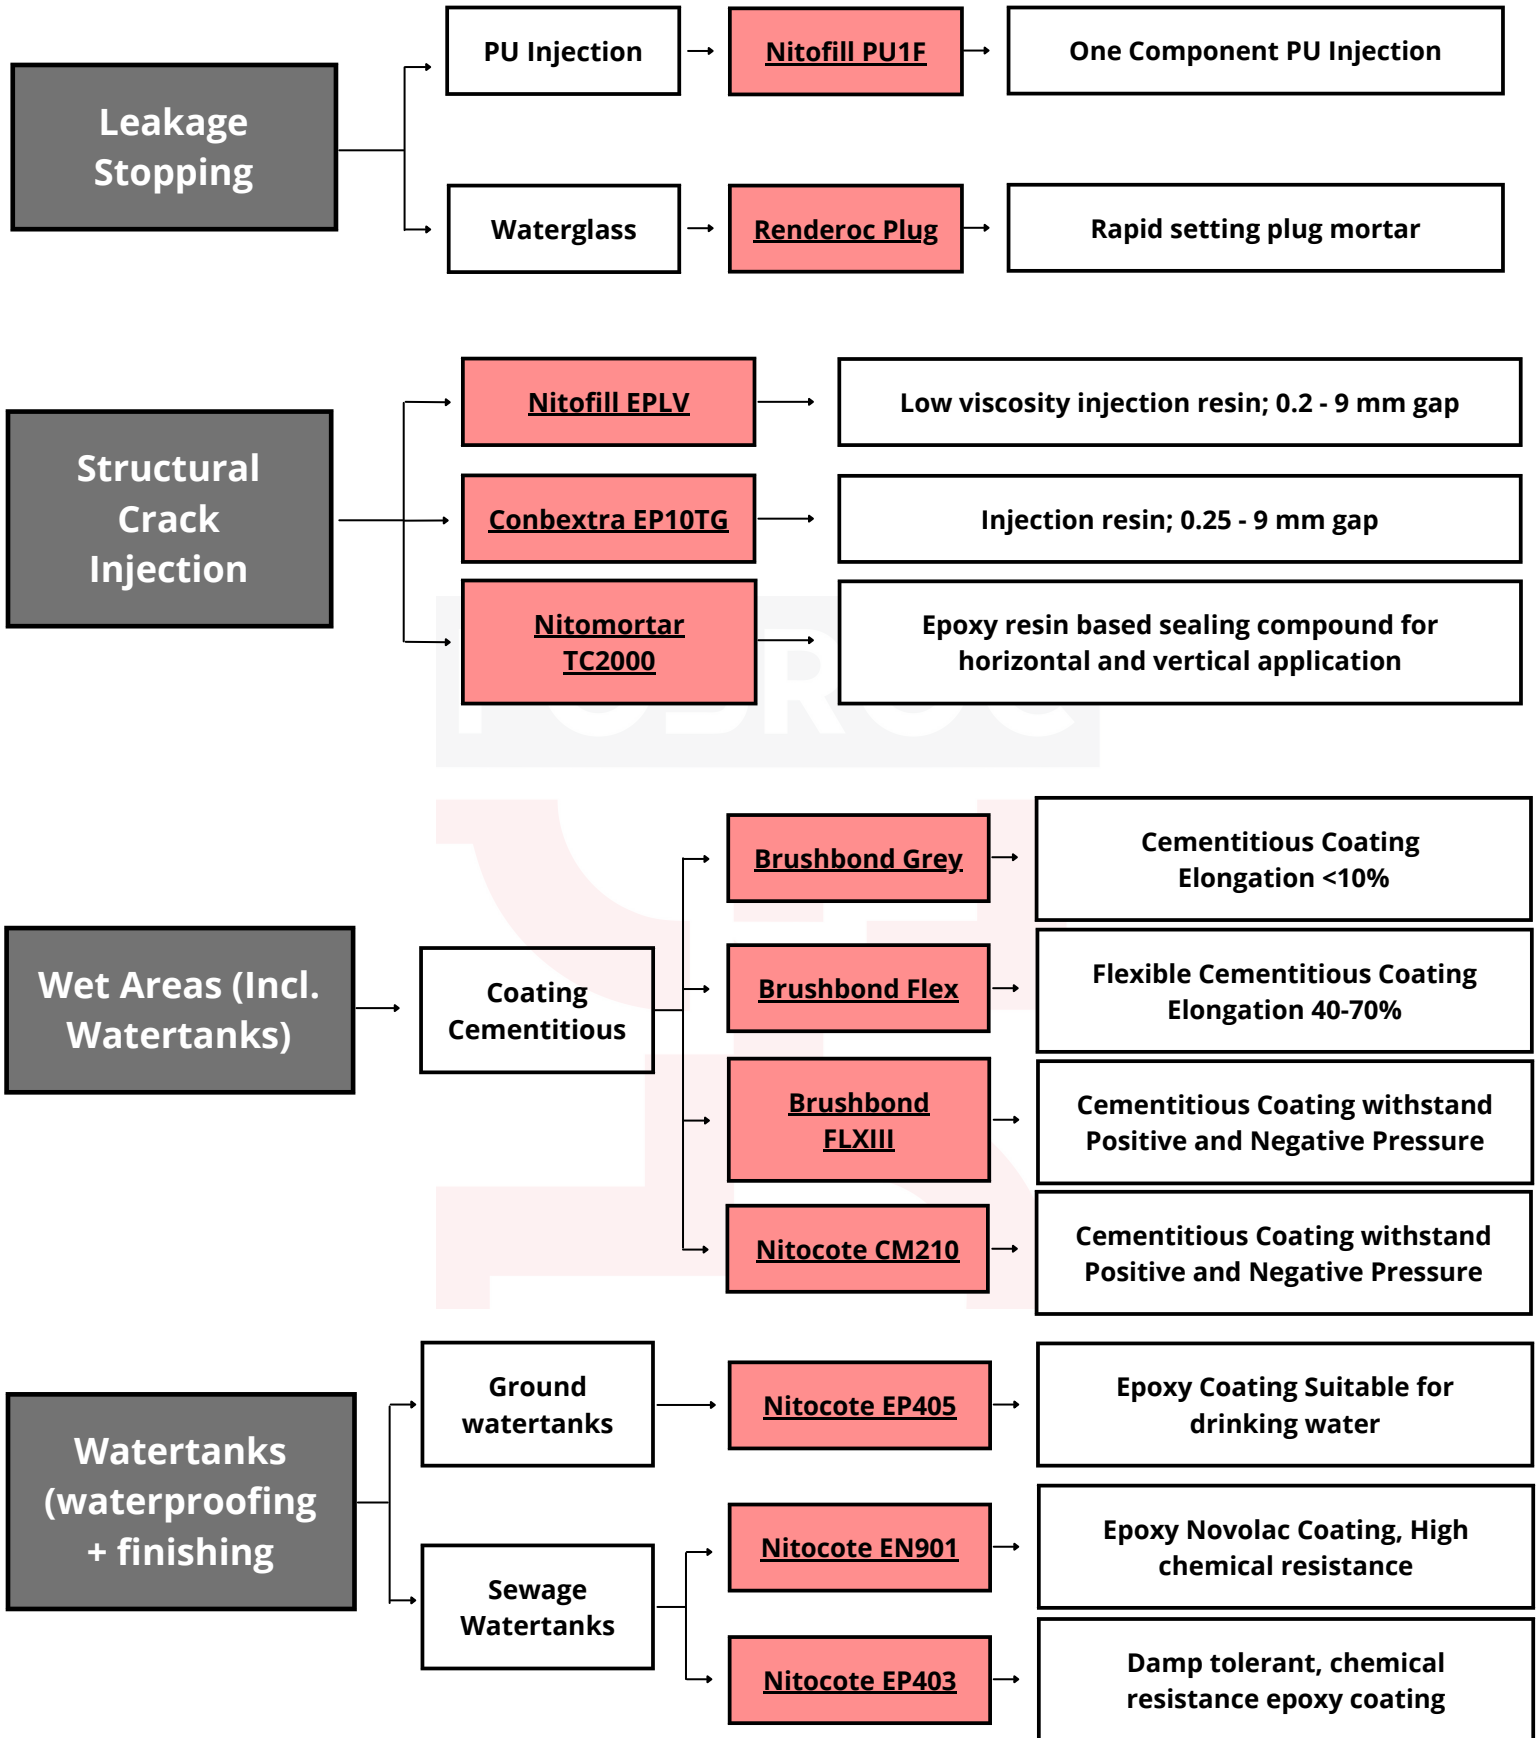 Leakage
Stopping
PU Injection
Nitofill PU1F
One Component PU Injection
Waterglass
Renderoc Plug
Rapid setting plug mortar
Structural
Crack
Injection
Nitofill EPLV
Low viscosity injection resin; 0.2 - 9 mm gap
Conbextra EP10TG
Injection resin; 0.25 - 9 mm gap
Nitomortar
TC2000
Epoxy resin based sealing compound for
horizontal and vertical application
Wet Areas (Incl.
Watertanks)
Coating
Cementitious
Brushbond Grey
Cementitious Coating
Elongation <10%
Brushbond Flex
Flexible Cementitious Coating
Elongation 40-70%
Brushbond
FLXIII
Cementitious Coating withstand
Positive and Negative Pressure
Nitocote CM210
Cementitious Coating withstand
Positive and Negative Pressure
Watertanks
(waterproofing
+ finishing
Ground
watertanks
Nitocote EP405
Epoxy Coating Suitable for
drinking water
Sewage
Watertanks
Nitocote EN901
Epoxy Novolac Coating, High
chemical resistance
Nitocote EP403
Damp tolerant, chemical
resistance epoxy coating